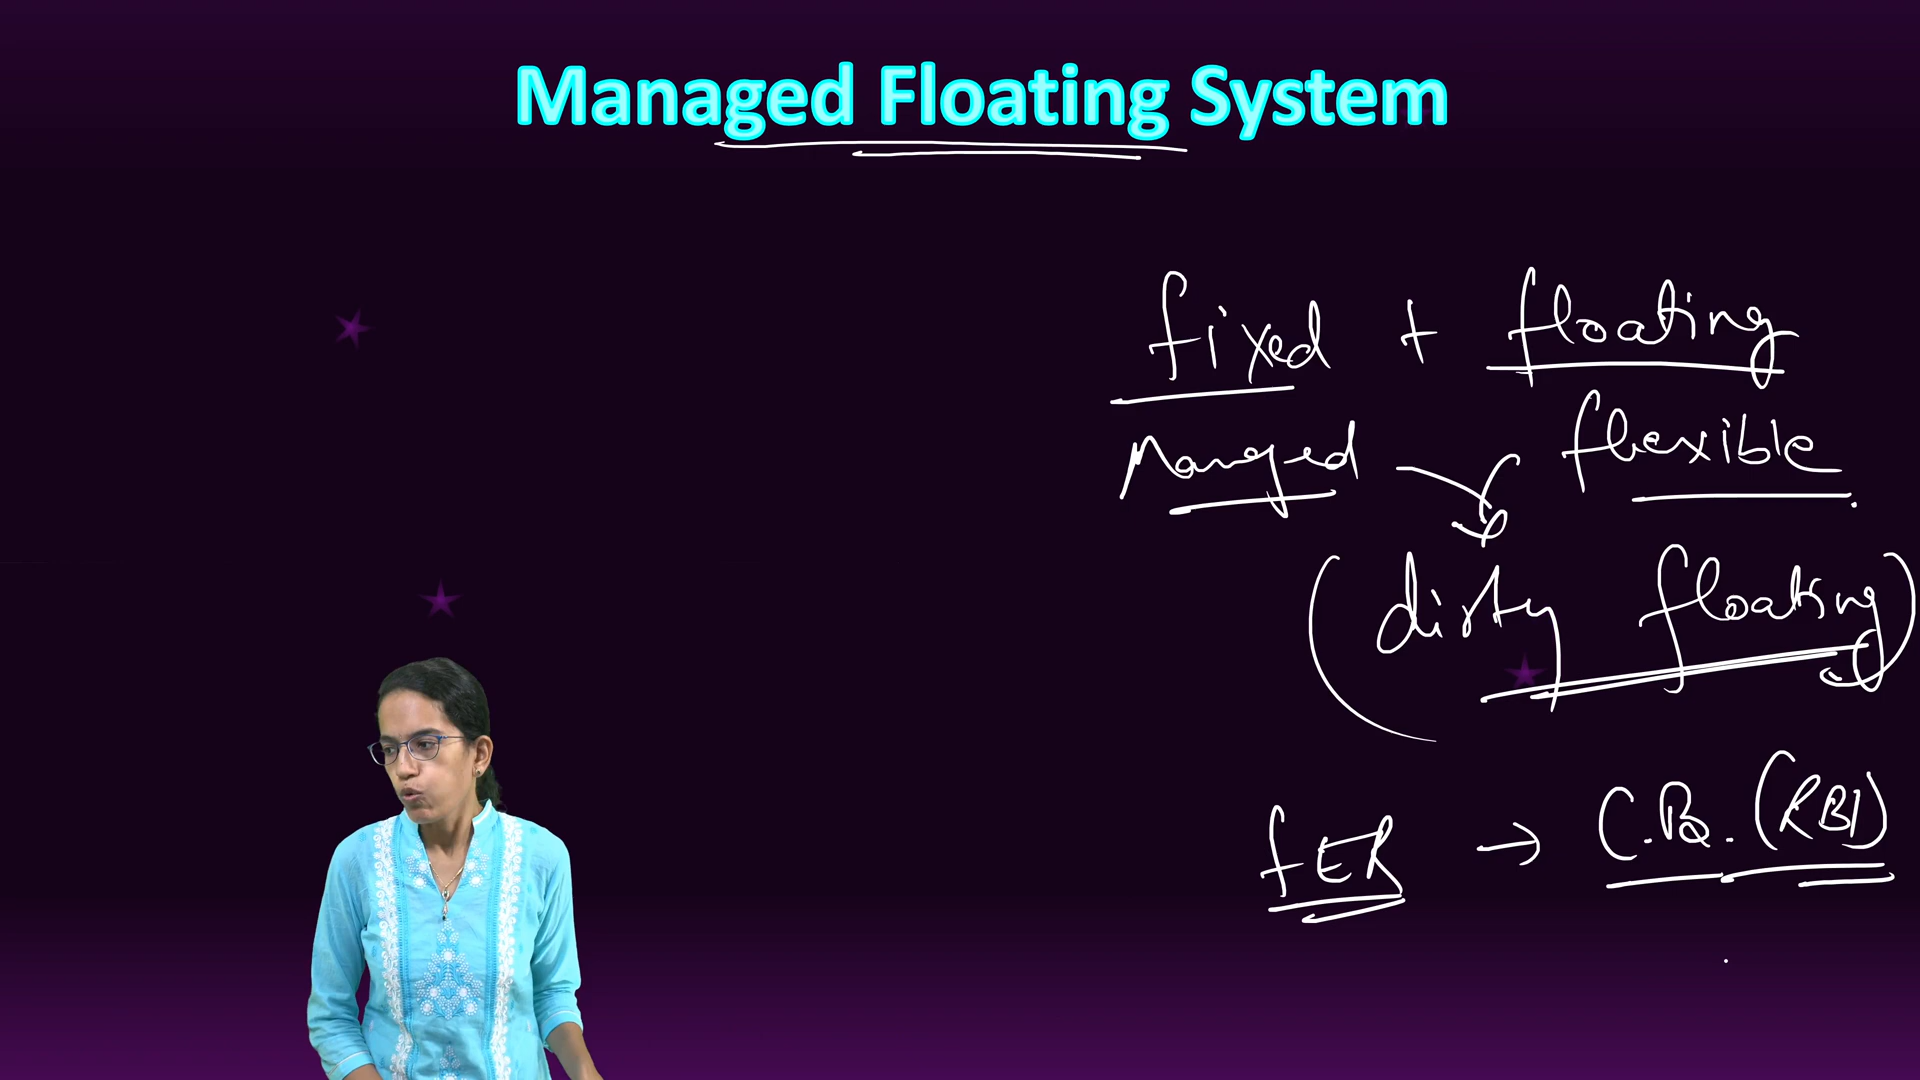 Managed Floating System
fixed + floating
Managed flexible
(dirty floating)
fER → C.B. (RBI)